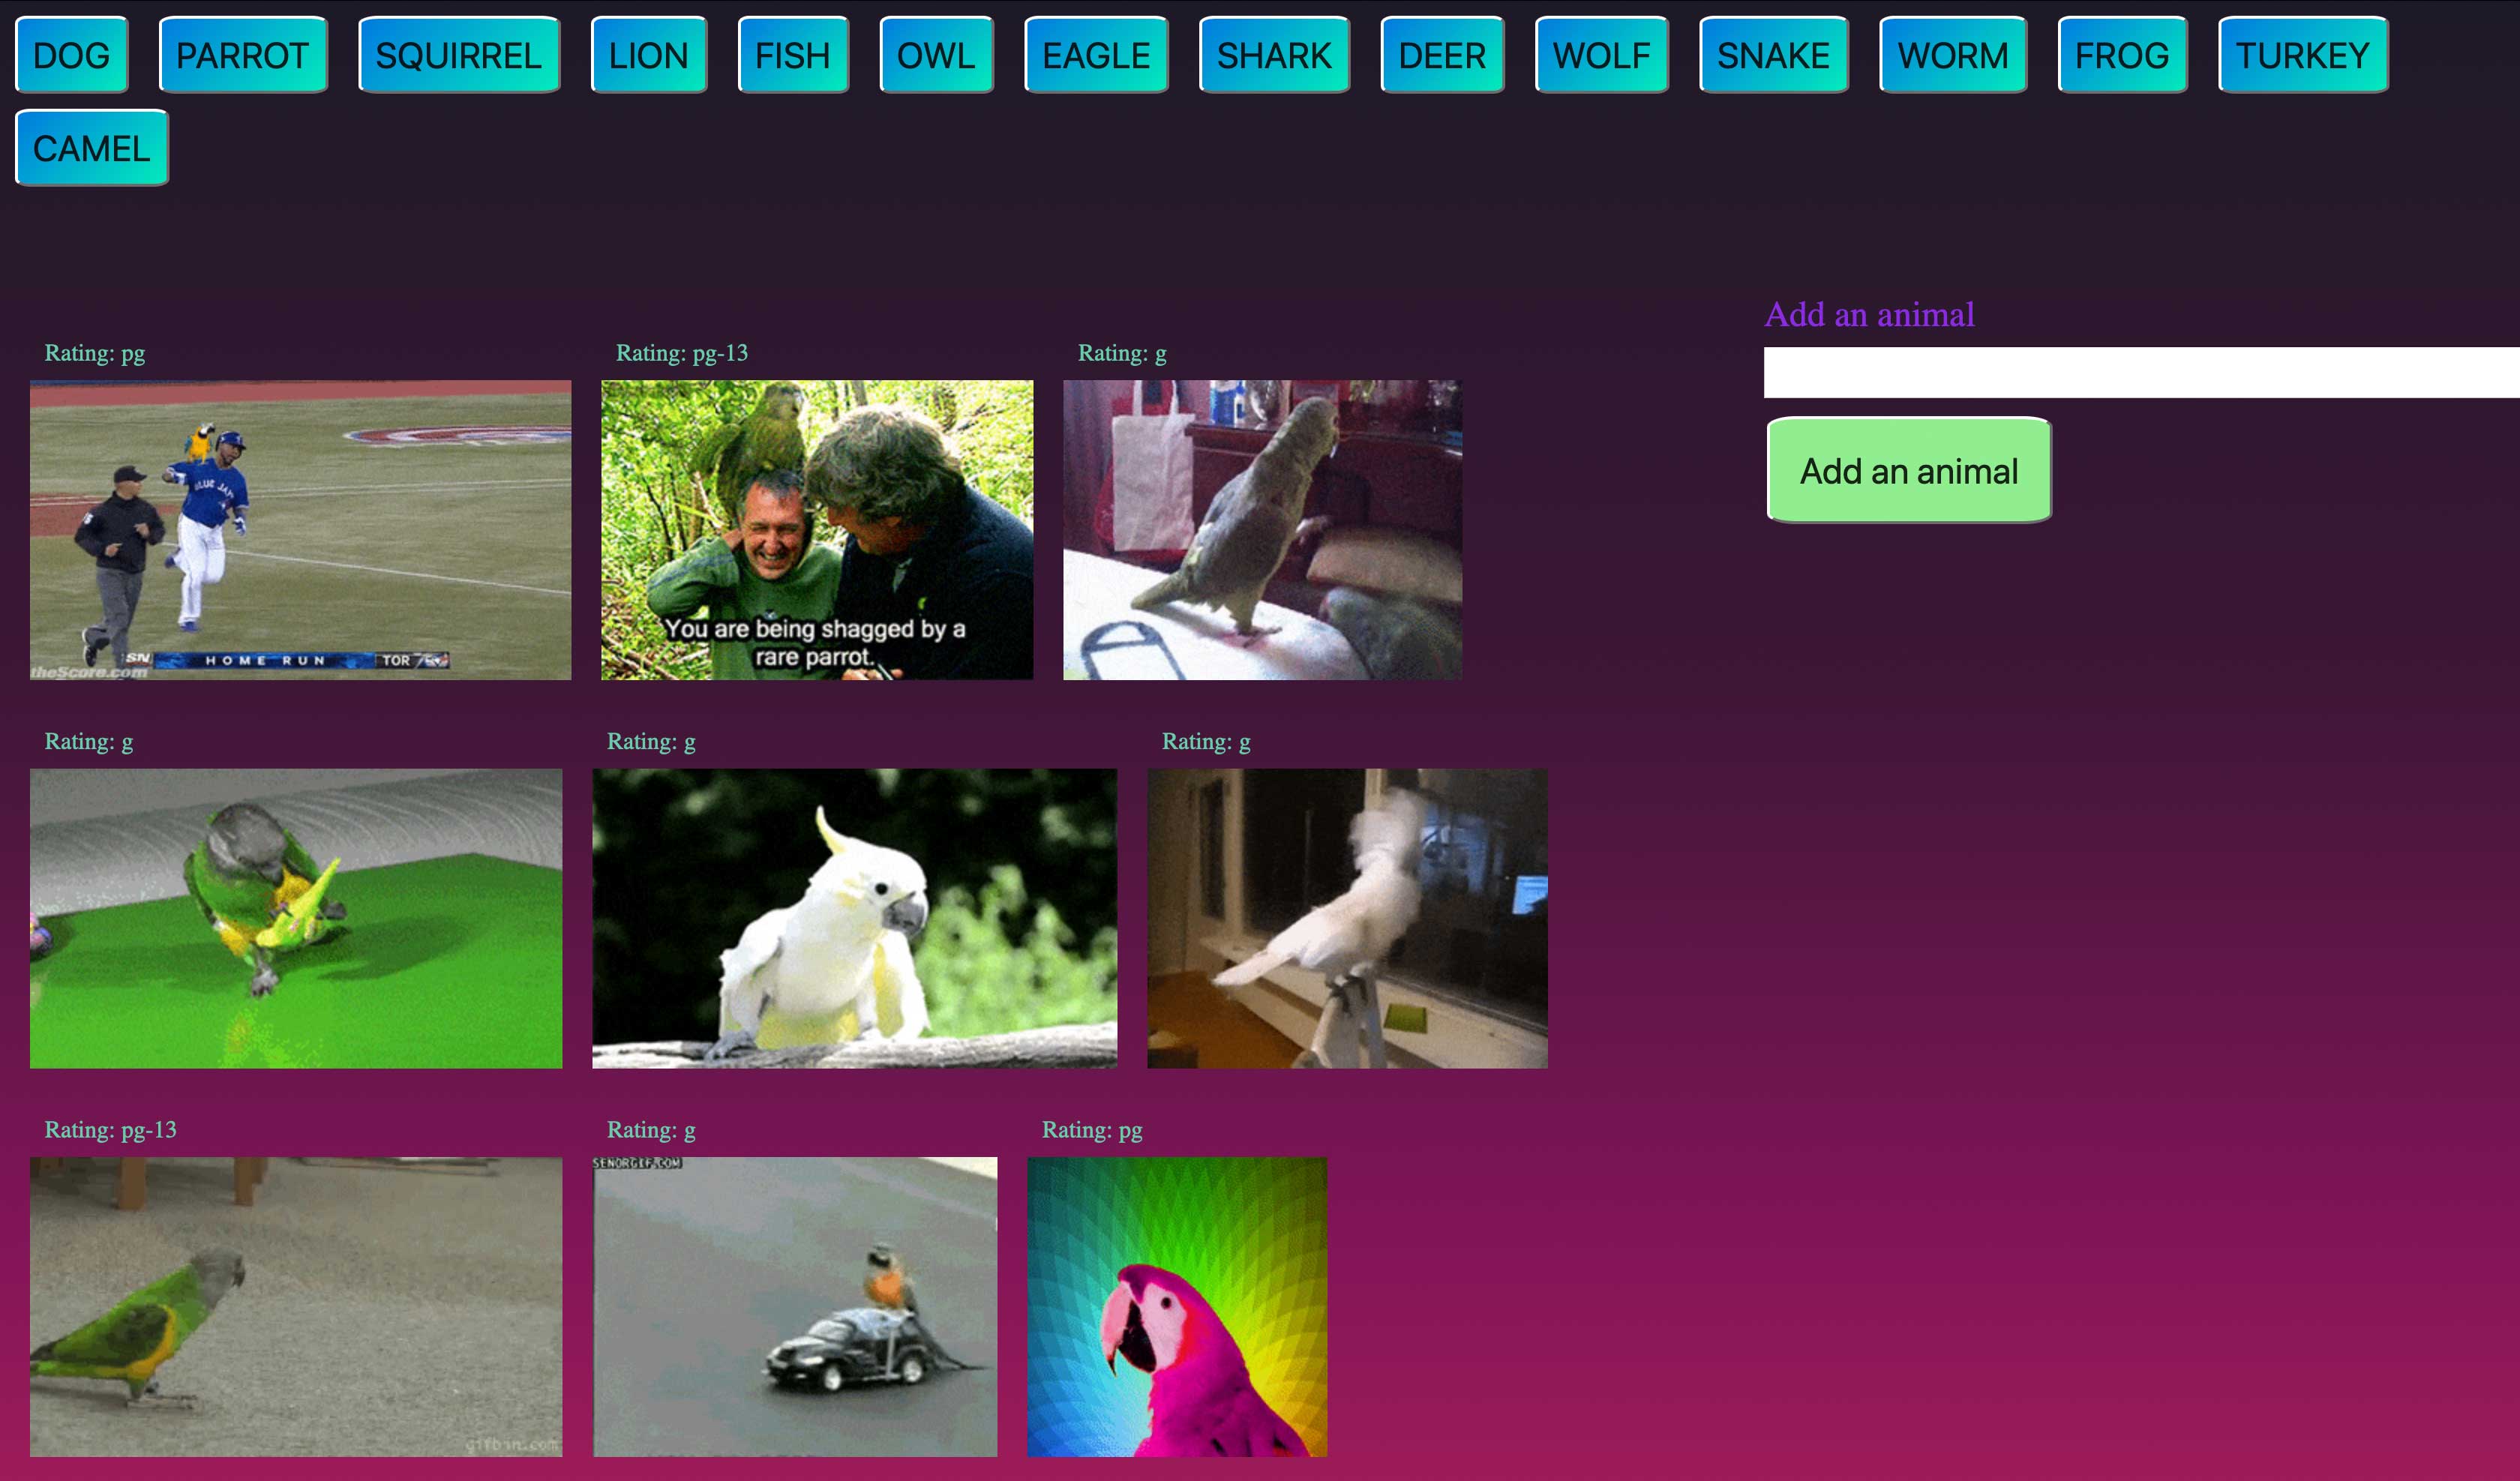 DOG
PARROT
SQUIRREL
LION
FISH
OWL
EAGLE
SHARK
DEER
WOLF
SNAKE
WORM
FROG
TURKEY
CAMEL
Add an animal
Add an animal
Rating: pg
Rating: pg-13
Rating: g
BLUE JAY
SN HOME RUN TOR
theScore.com
You are being shagged by a
rare parrot.
Rating: g
Rating: g
Rating: g
Rating: pg-13
Rating: g
Rating: pg
SENORGIF.COM
gifbin.com